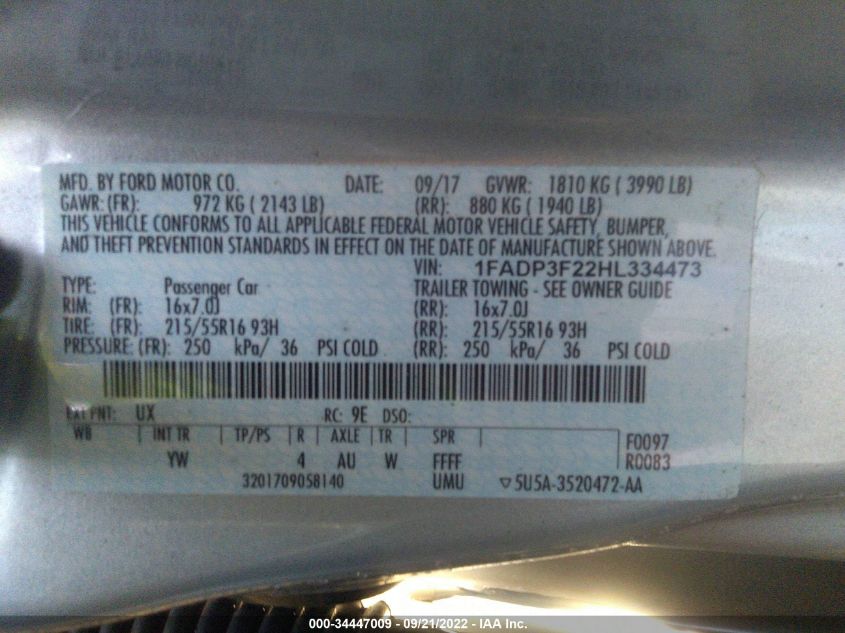 MFD. BY FORD MOTOR CO. DATE: 09/17 GVWR: 1810 KG ( 3990 LB)
GAWR: (FR): 972 KG ( 2143 LB) (RR): 880 KG ( 1940 LB)
THIS VEHICLE CONFORMS TO ALL APPLICABLE FEDERAL MOTOR VEHICLE SAFETY, BUMPER,
AND THEFT PREVENTION STANDARDS IN EFFECT ON THE DATE OF MANUFACTURE SHOWN ABOVE.
VIN: 1FADP3F22HL334473
TYPE: Passenger Car TRAILER TOWING - SEE OWNER GUIDE
RIM: (FR): 16x7.0J (RR): 16x7.0J
TIRE: (FR): 215/55R16 93H (RR): 215/55R16 93H
PRESSURE: (FR): 250 kPa/ 36 PSI COLD (RR): 250 kPa/ 36 PSI COLD
EXT PNT: UX RC: 9E DSO:
WB INT TR TP/PS R AXLE TR SPR F0097
YW 4 AU W FFFF R0083
3201709058140 UMU ▽5U5A-3520472-AA
000-34447009 - 09/21/2022 - IAA Inc.